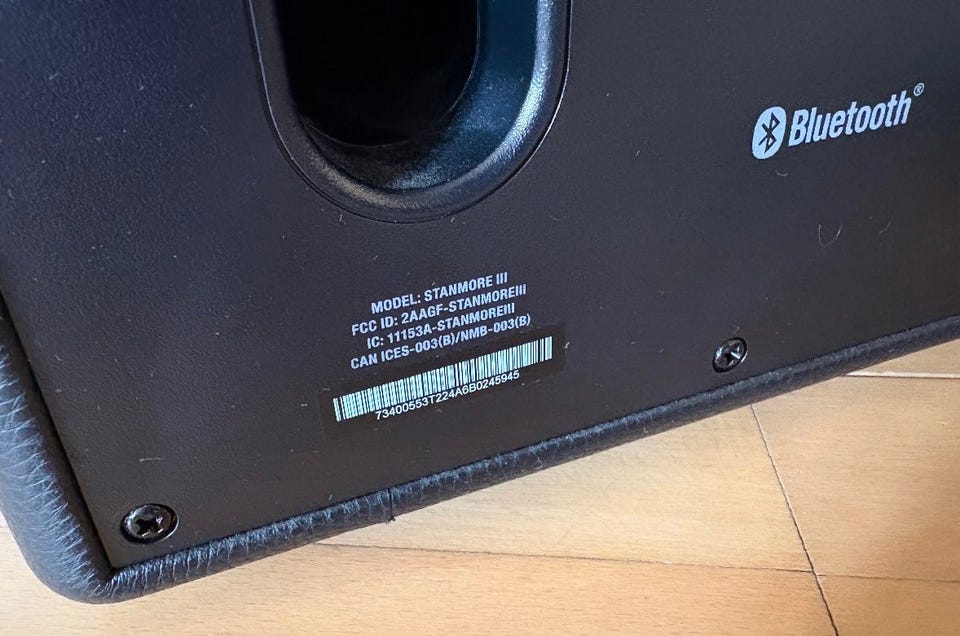 Bluetooth®
MODEL: STANMORE III
FCC ID: 2AAGF-STANMOREIII
IC: 11153A-STANMOREIII
CAN ICES-003(B)/NMB-003(B)
73400553T224A6B0245945